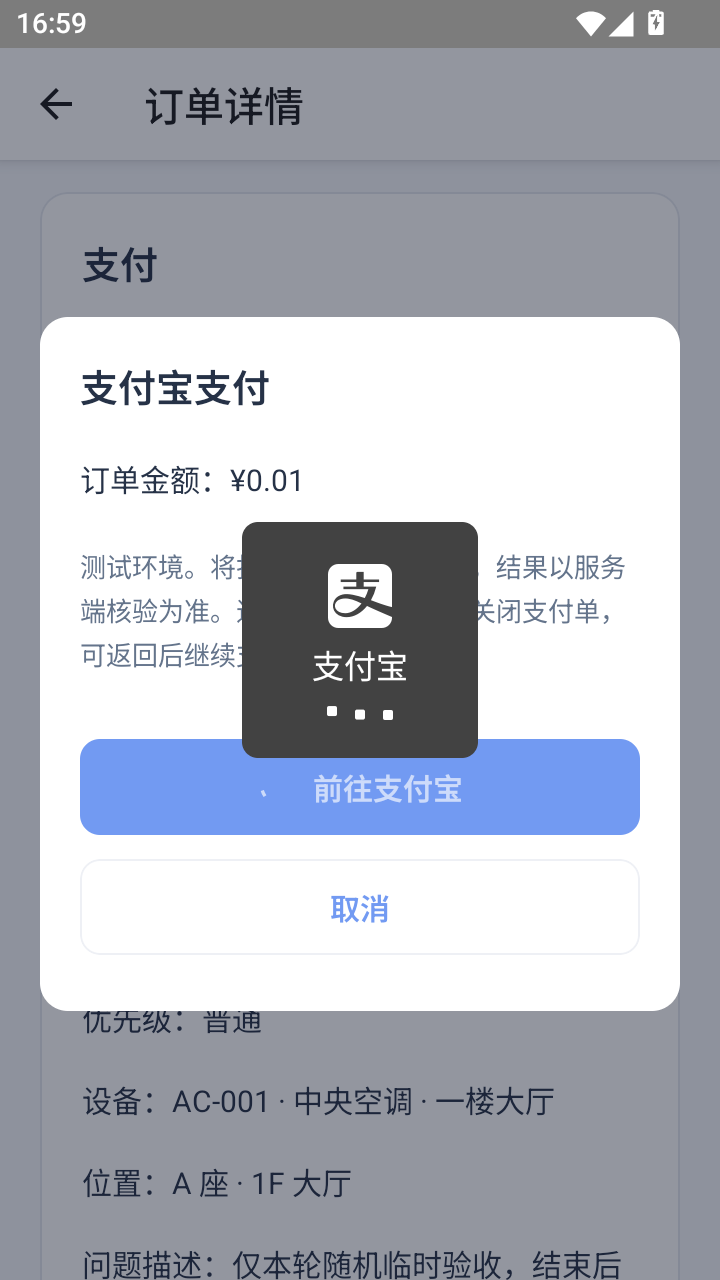 16:59
订单详情
支付
支付宝支付
订单金额：¥0.01
测试环境。将 结果以服务
端核验为准。 关闭支付单，
可返回后继续
支
支付宝
前往支付宝
取消
优先级：普通
设备：AC-001 · 中央空调 · 一楼大厅
位置：A 座 · 1F 大厅
问题描述：仅本轮随机临时验收，结束后